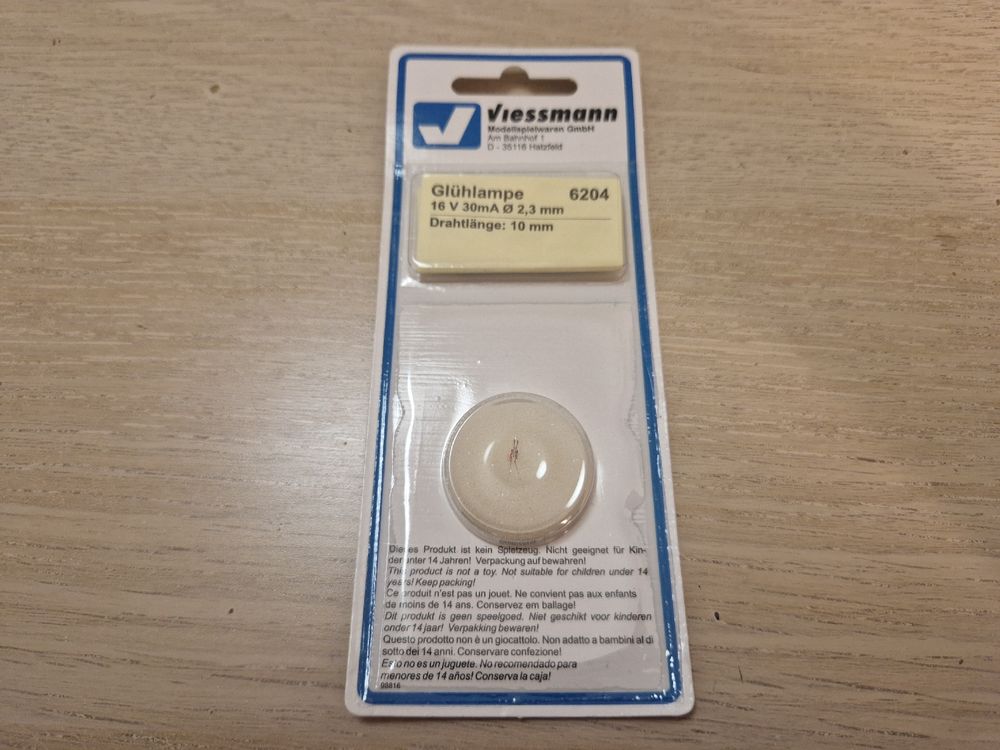 Viessmann
Modellspielwaren GmbH
Am Bahnhof 1
D - 35116 Hatzfeld
Glühlampe 6204
16 V 30mA Ø 2,3 mm
Drahtlänge: 10 mm
Dieses Produkt ist kein Spielzeug. Nicht geeignet für Kin-
der unter 14 Jahren! Verpackung auf bewahren!
This product is not a toy. Not suitable for children under 14
years! Keep packing!
Ce produit n'est pas un jouet. Ne convient pas aux enfants
de moins de 14 ans. Conservez em ballage!
Dit produkt is geen speelgoed. Niet geschikt voor kinderen
onder 14 jaar! Verpakking bewaren!
Questo prodotto non è un giocattolo. Non adatto a bambini al di
sotto dei 14 anni. Conservare confezione!
Esto no es un juguete. No recomendado para
menores de 14 años! Conserva la caja!
98816